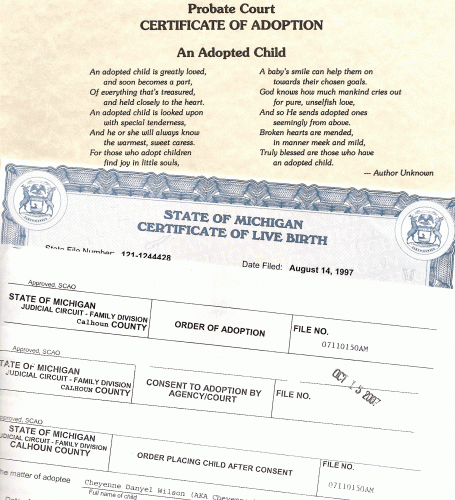 Probate Court
CERTIFICATE OF ADOPTION
An Adopted Child
An adopted child is greatly loved,
and soon becomes a part,
Of everything that's treasured,
and held closely to the heart.
An adopted child is looked upon
with special tenderness,
And he or she will always know
the warmest, sweet caress.
For those who adopt children
find joy in little souls,
A baby's smile can help them on
towards their chosen goals.
God knows how much mankind cries out
for pure, unselfish love,
And so He sends adopted ones
seemingly from above.
Broken hearts are mended,
in manner meek and mild,
Truly blessed are those who have
an adopted child.
— Author Unknown
STATE OF MICHIGAN
CERTIFICATE OF LIVE BIRTH
State File Number: 121-1244428
Date Filed: August 14, 1997
Approved, SCAO
STATE OF MICHIGAN
JUDICIAL CIRCUIT - FAMILY DIVISION
Calhoun COUNTY
ORDER OF ADOPTION
FILE NO.
07110150AM
Approved, SCAO
STATE OF MICHIGAN
JUDICIAL CIRCUIT - FAMILY DIVISION
CALHOUN COUNTY
CONSENT TO ADOPTION BY
AGENCY/COURT
FILE NO.
OCT 15 2007
Approved, SCAO
STATE OF MICHIGAN
JUDICIAL CIRCUIT - FAMILY DIVISION
CALHOUN COUNTY
ORDER PLACING CHILD AFTER CONSENT
FILE NO.
07110150AM
the matter of adoptee
Cheyenne Danyel Wilson (AKA Cheyenne
Full name of child